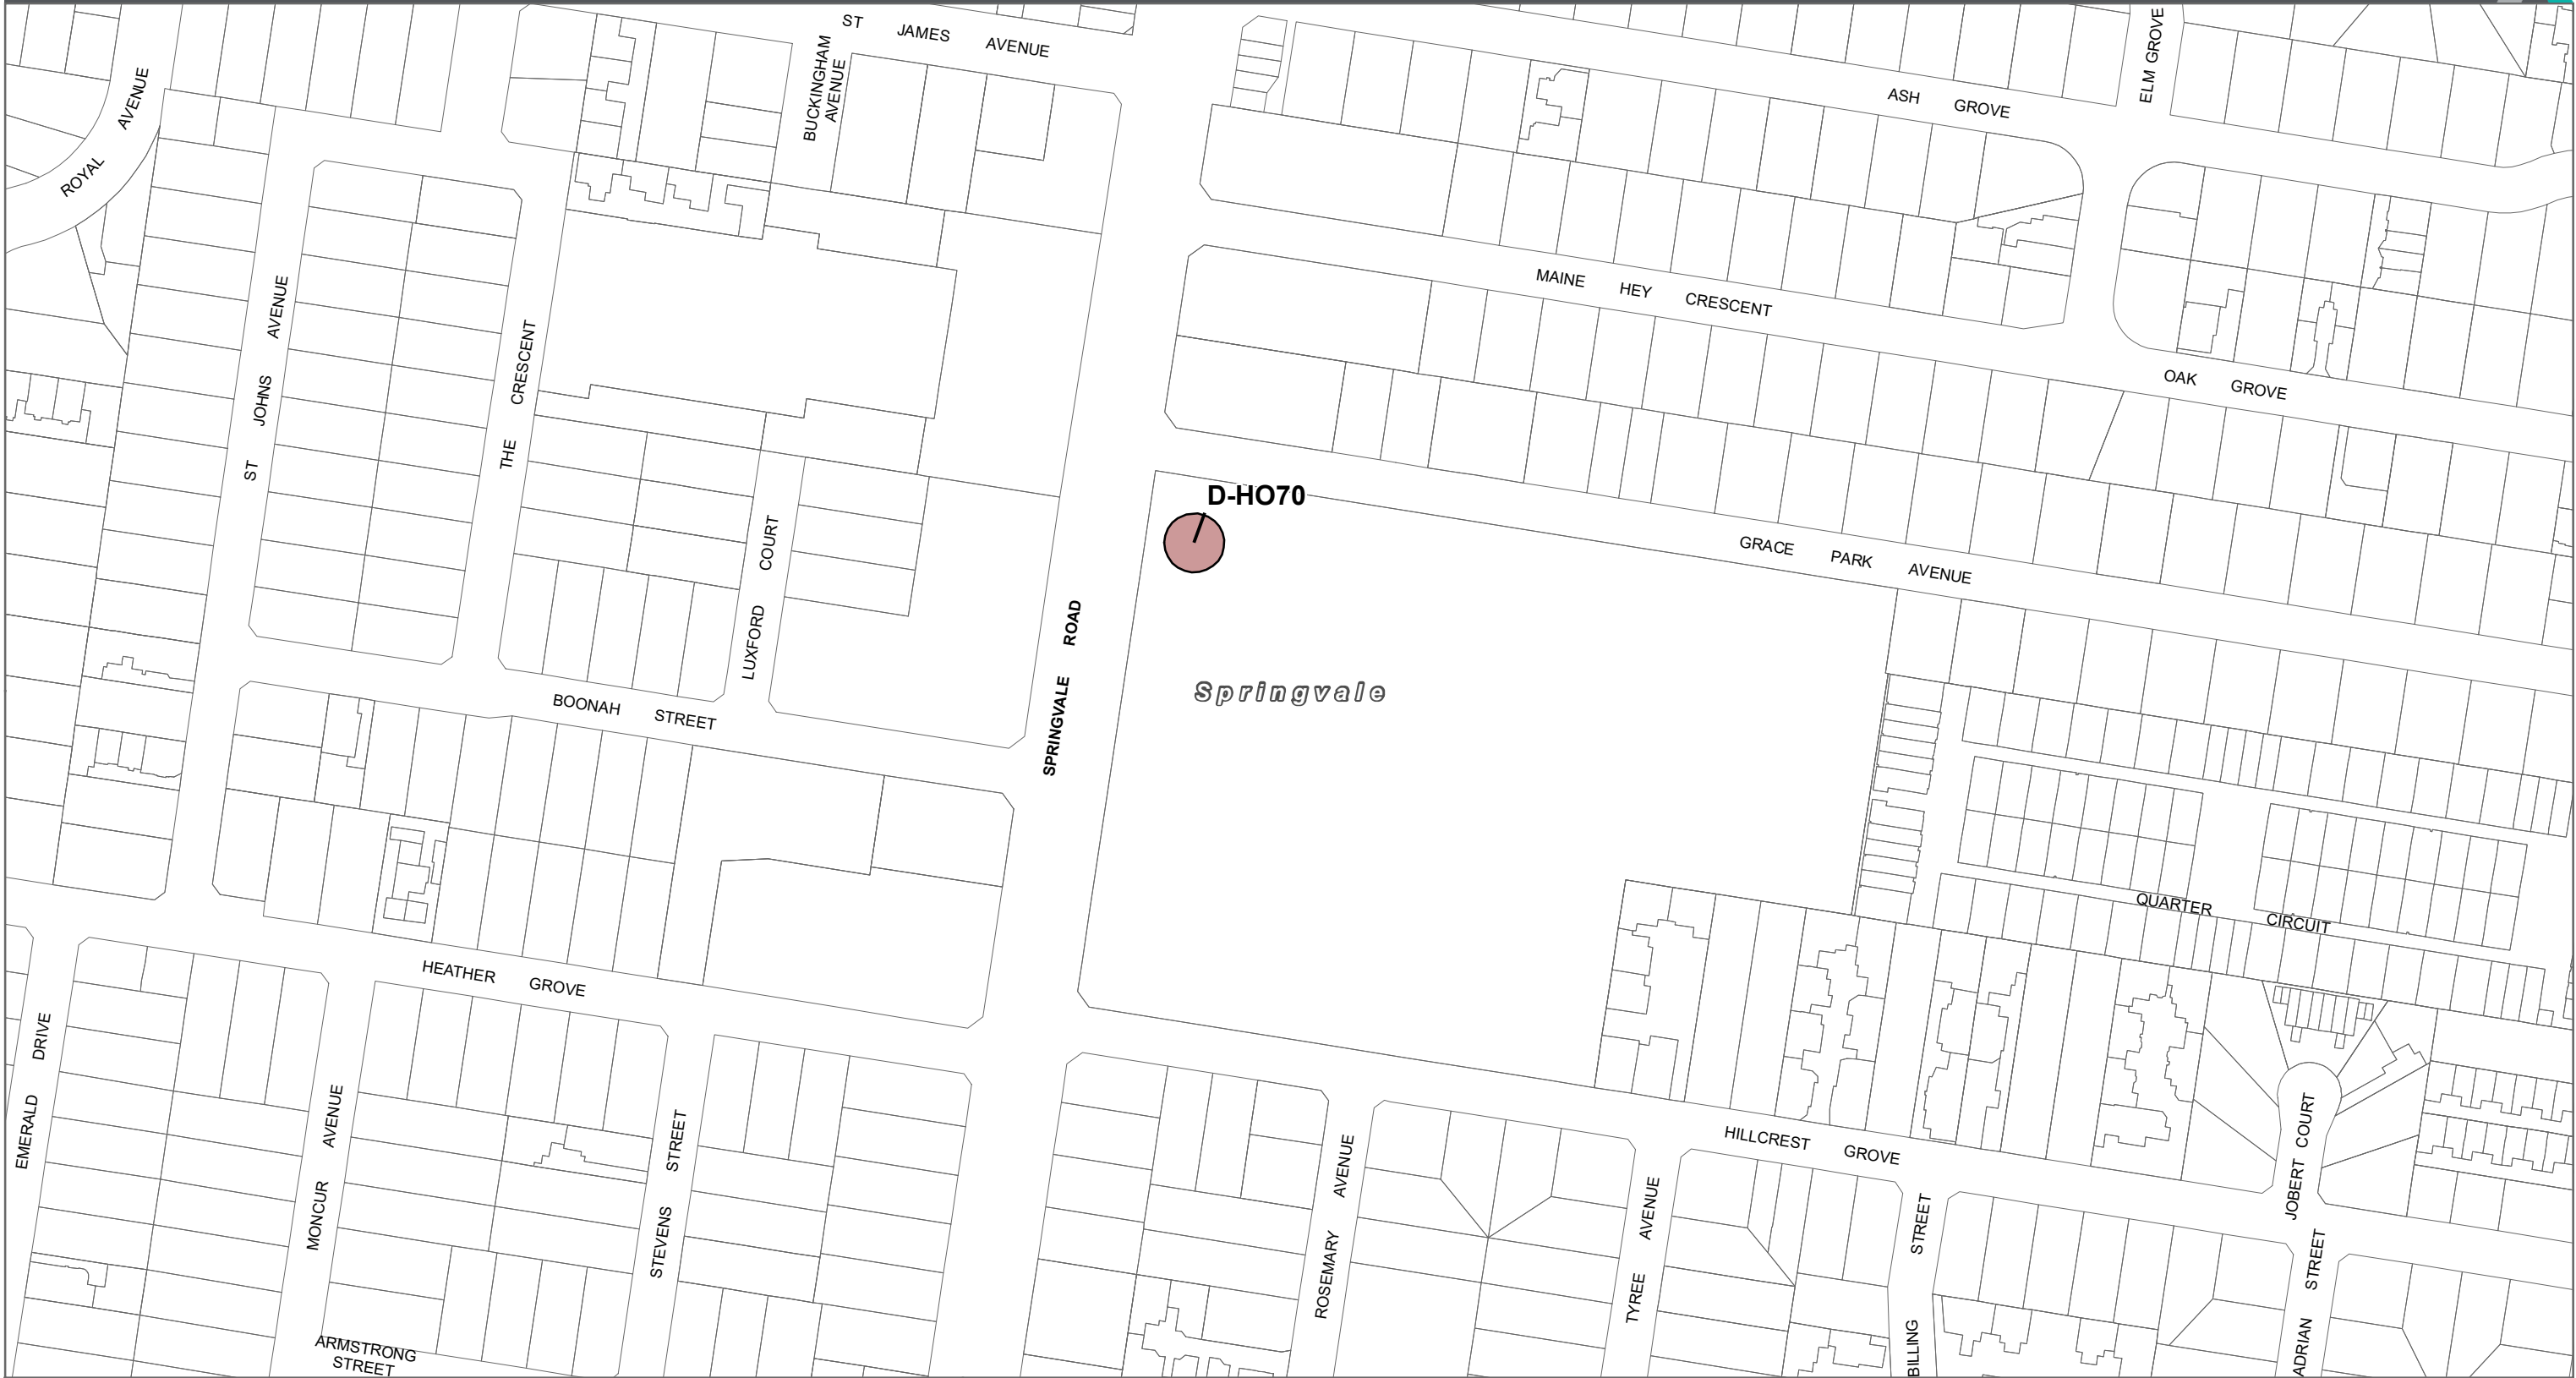 ST JAMES AVENUE
BUCKINGHAM
AVENUE
ELM GROVE
ASH GROVE
ROYAL AVENUE
MAINE HEY CRESCENT
ST JOHNS AVENUE
THE CRESCENT
OAK GROVE
D-HO70
GRACE PARK AVENUE
LUXFORD COURT
SPRINGVALE ROAD
Springvale
BOONAH STREET
QUARTER CIRCUIT
HEATHER GROVE
EMERALD DRIVE
MONCUR AVENUE
STEVENS STREET
HILLCREST GROVE
JOBERT COURT
ROSEMARY AVENUE
TYREE AVENUE
BILLING STREET
ADRIAN STREET
ARMSTRONG
STREET